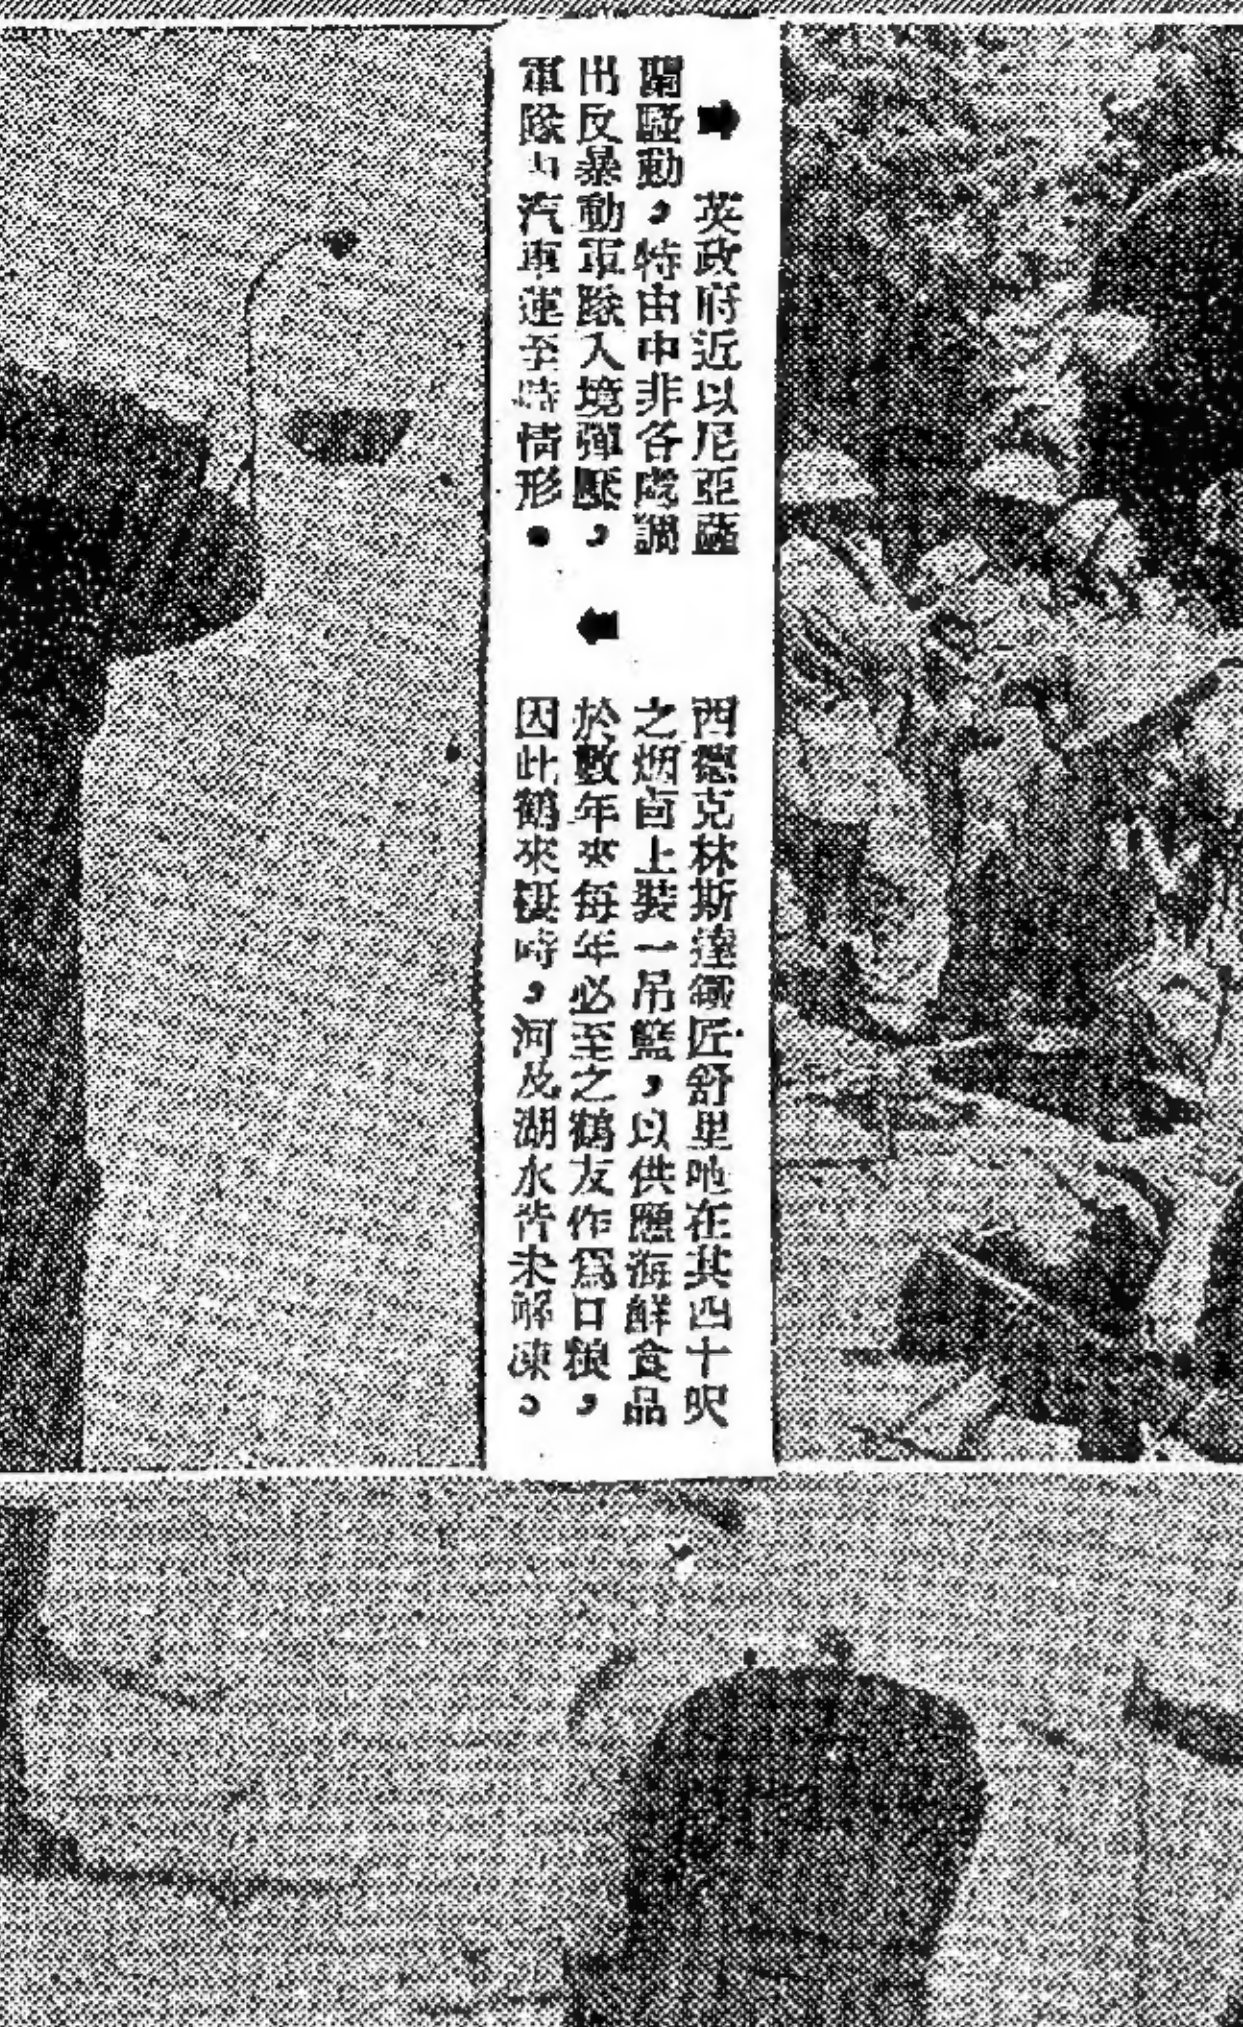 英政府近以尼亞薩
蘭騷動，特由中非各處調
出反暴動軍隊入境彈壓，
軍隊由汽車運至時情形。
西德克林斯達鐵匠舒里地在其四十呎
之烟囱上裝一吊籃，以供應海鮮食品
於數年來每年必至之鶴友作爲口糧，
因此鶴來棲時，河及湖水皆未解凍。